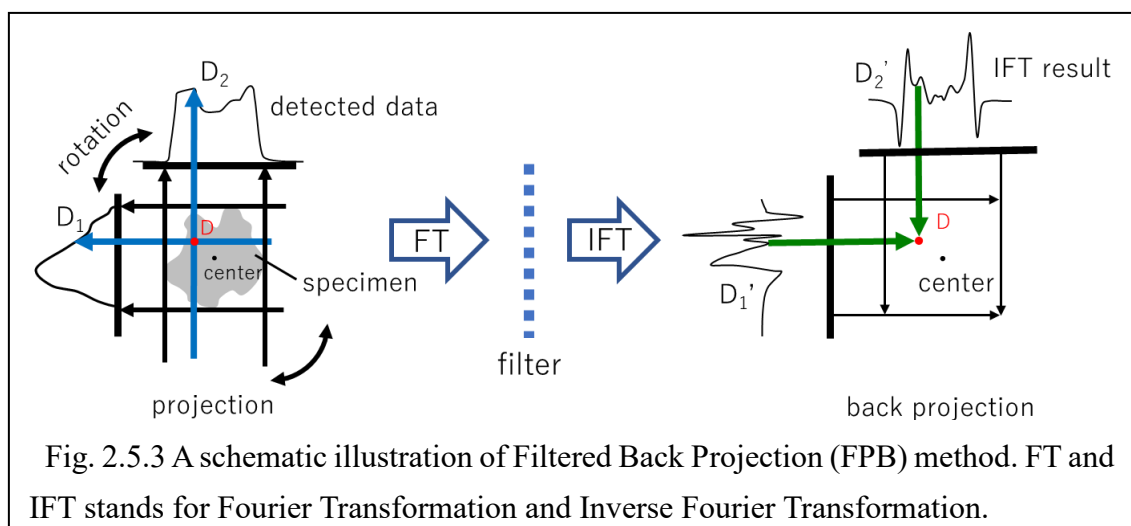 D₂
detected data
rotation
D₁
D
center
specimen
projection
FT
filter
IFT
D₂'
IFT result
D
center
D₁'
back projection
Fig. 2.5.3 A schematic illustration of Filtered Back Projection (FPB) method. FT and
IFT stands for Fourier Transformation and Inverse Fourier Transformation.